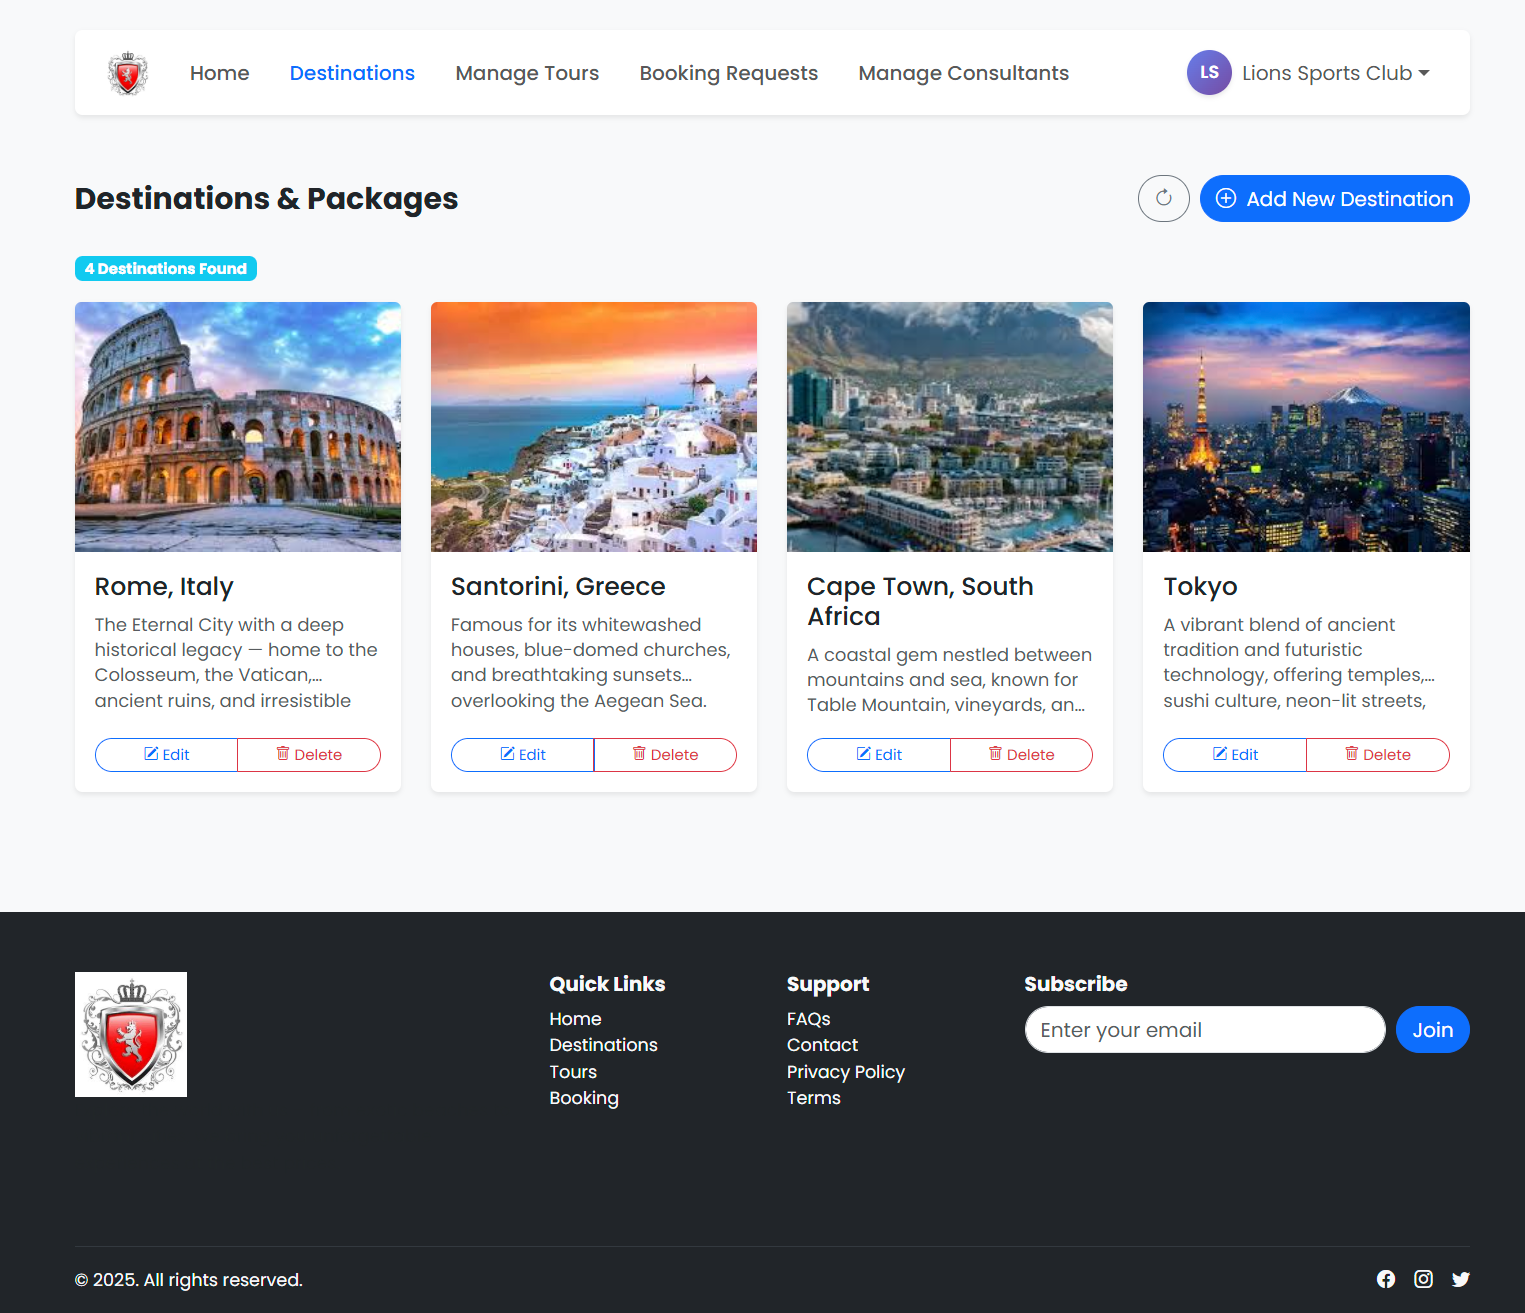 Home Destinations Manage Tours Booking Requests Manage Consultants LS Lions Sports Club
Destinations & Packages
Add New Destination
4 Destinations Found
Rome, Italy
The Eternal City with a deep
historical legacy — home to the
Colosseum, the Vatican,...
ancient ruins, and irresistible
Edit Delete
Santorini, Greece
Famous for its whitewashed
houses, blue-domed churches,
and breathtaking sunsets...
overlooking the Aegean Sea.
Edit Delete
Cape Town, South
Africa
A coastal gem nestled between
mountains and sea, known for
Table Mountain, vineyards, an...
Edit Delete
Tokyo
A vibrant blend of ancient
tradition and futuristic
technology, offering temples,...
sushi culture, neon-lit streets,
Edit Delete
Quick Links
Home
Destinations
Tours
Booking
Support
FAQs
Contact
Privacy Policy
Terms
Subscribe
Enter your email Join
© 2025. All rights reserved.